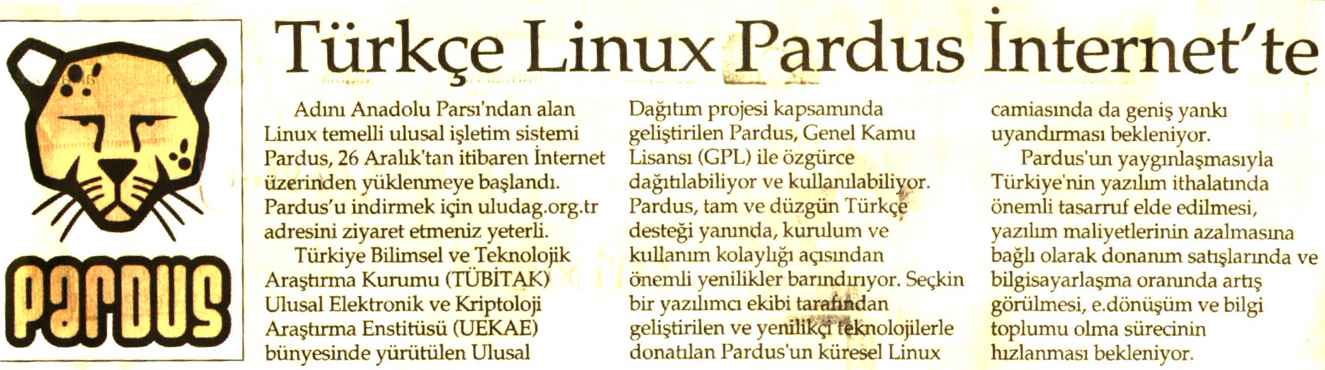 Türkçe Linux Pardus İnternet'te
PARDUS
Adını Anadolu Parsı'ndan alan
Linux temelli ulusal işletim sistemi
Pardus, 26 Aralık'tan itibaren İnternet
üzerinden yüklenmeye başlandı.
Pardus'u indirmek için uludag.org.tr
adresini ziyaret etmeniz yeterli.
Türkiye Bilimsel ve Teknolojik
Araştırma Kurumu (TÜBİTAK)
Ulusal Elektronik ve Kriptoloji
Araştırma Enstitüsü (UEKAE)
bünyesinde yürütülen Ulusal
Dağıtım projesi kapsamında
geliştirilen Pardus, Genel Kamu
Lisansı (GPL) ile özgürce
dağıtılabiliyor ve kullanılabiliyor.
Pardus, tam ve düzgün Türkçe
desteği yanında, kurulum ve
kullanım kolaylığı açısından
önemli yenilikler barındırıyor. Seçkin
bir yazılımcı ekibi tarafından
geliştirilen ve yenilikçi teknolojilerle
donatılan Pardus'un küresel Linux
camiasında da geniş yankı
uyandırması bekleniyor.
Pardus'un yaygınlaşmasıyla
Türkiye'nin yazılım ithalatında
önemli tasarruf elde edilmesi,
yazılım maliyetlerinin azalmasına
bağlı olarak donanım satışlarında ve
bilgisayarlaşma oranında artış
görülmesi, e.dönüşüm ve bilgi
toplumu olma sürecinin
hızlanması bekleniyor.